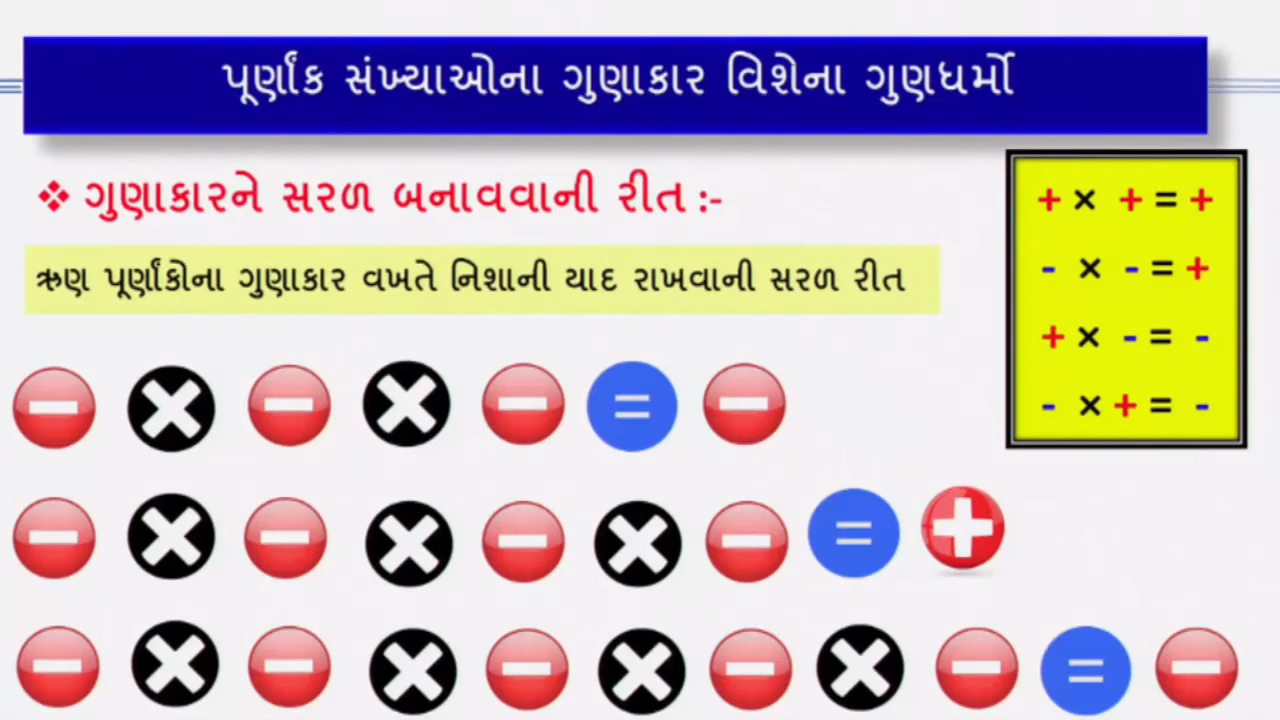 પૂર્ણાંક સંખ્યાઓના ગુણાકાર વિશેના ગુણધર્મો
❖ ગુણાકારને સરળ બનાવવાની રીત :-
ઋણ પૂર્ણાંકોના ગુણાકાર વખતે નિશાની યાદ રાખવાની સરળ રીત
+ × + = +
- × - = +
+ × - = -
- × + = -
- × - × - = -
- × - × - × - = +
- × - × - × - × - = -